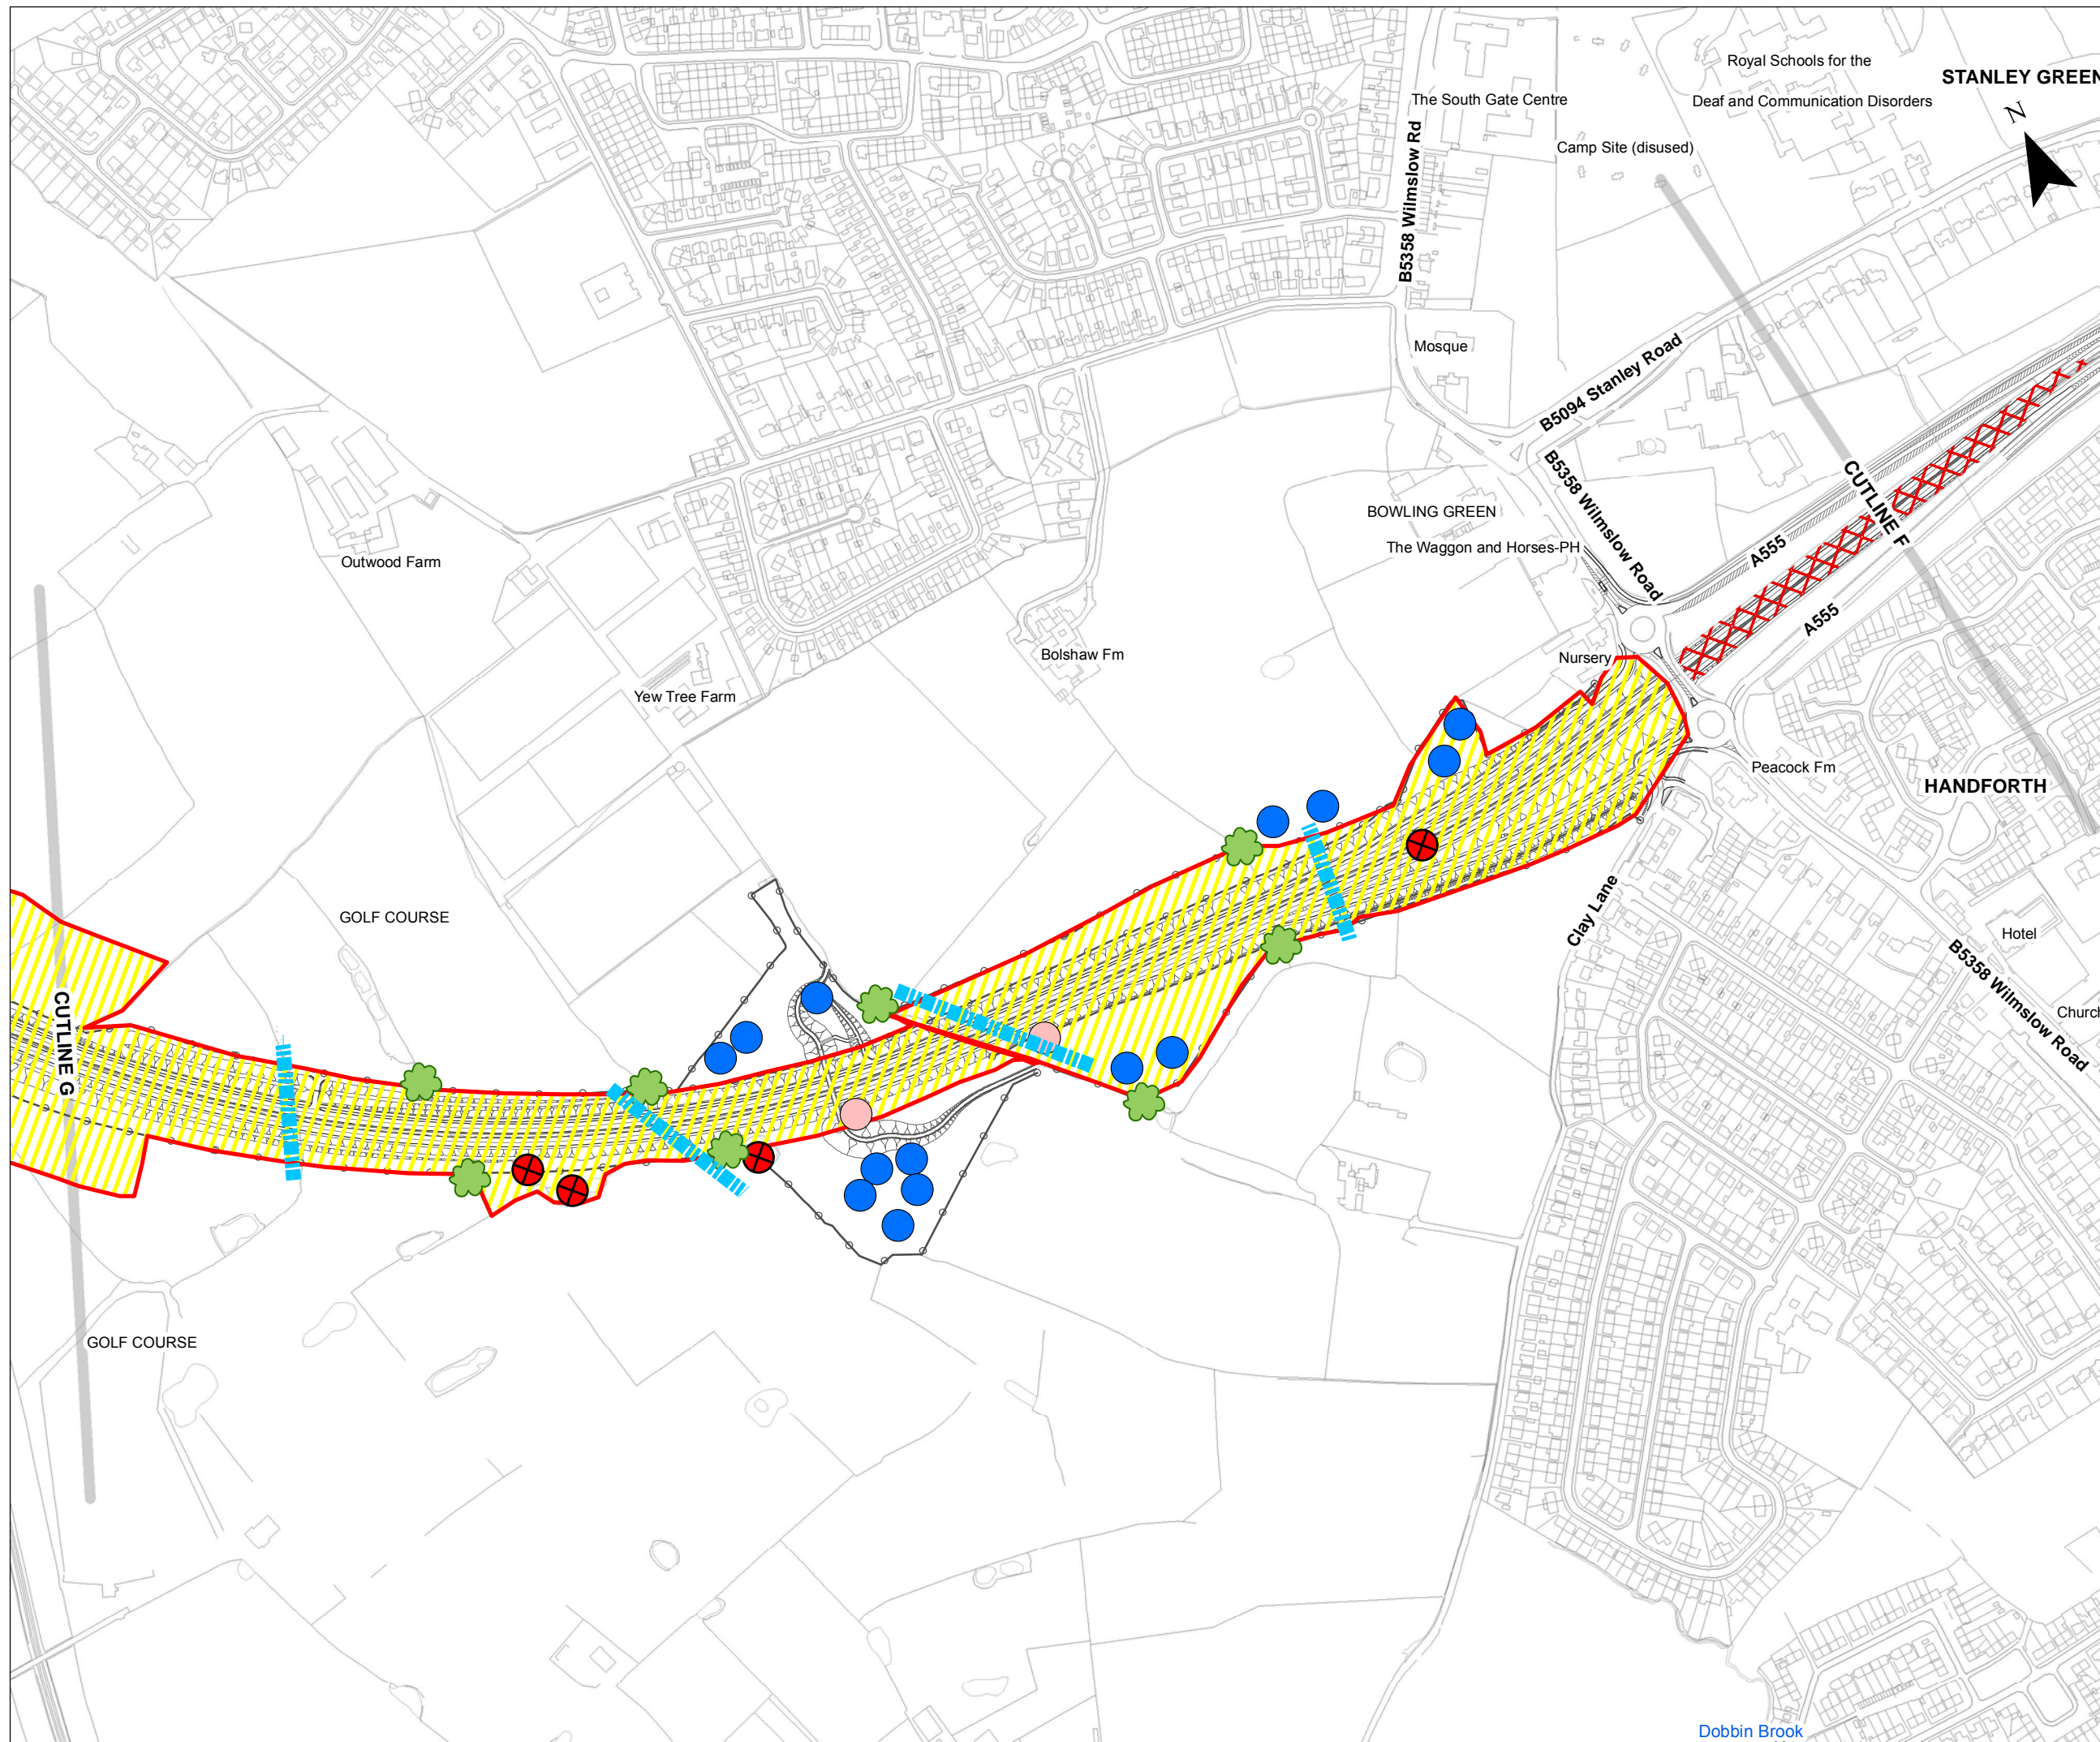 Royal Schools for the
Deaf and Communication Disorders
STANLEY GREEN
N
The South Gate Centre
Camp Site (disused)
B5358 Wilmslow Rd
Mosque
B5094 Stanley Road
B5358 Wilmslow Road
CUTLINE F
BOWLING GREEN
The Waggon and Horses-PH
A555
A555
Outwood Farm
Bolshaw Fm
Nursery
Yew Tree Farm
Peacock Fm
HANDFORTH
GOLF COURSE
Clay Lane
Hotel
B5358 Wilmslow Road
Church
CUTLINE G
GOLF COURSE
Dobbin Brook